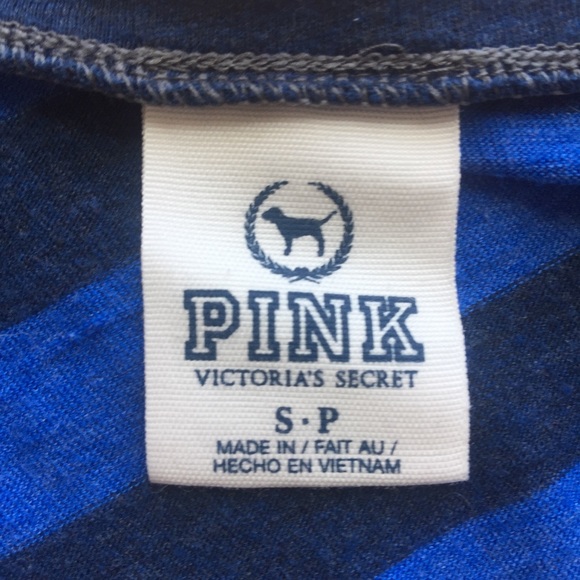 PINK
VICTORIA'S SECRET
S·P
MADE IN / FAIT AU /
HECHO EN VIETNAM